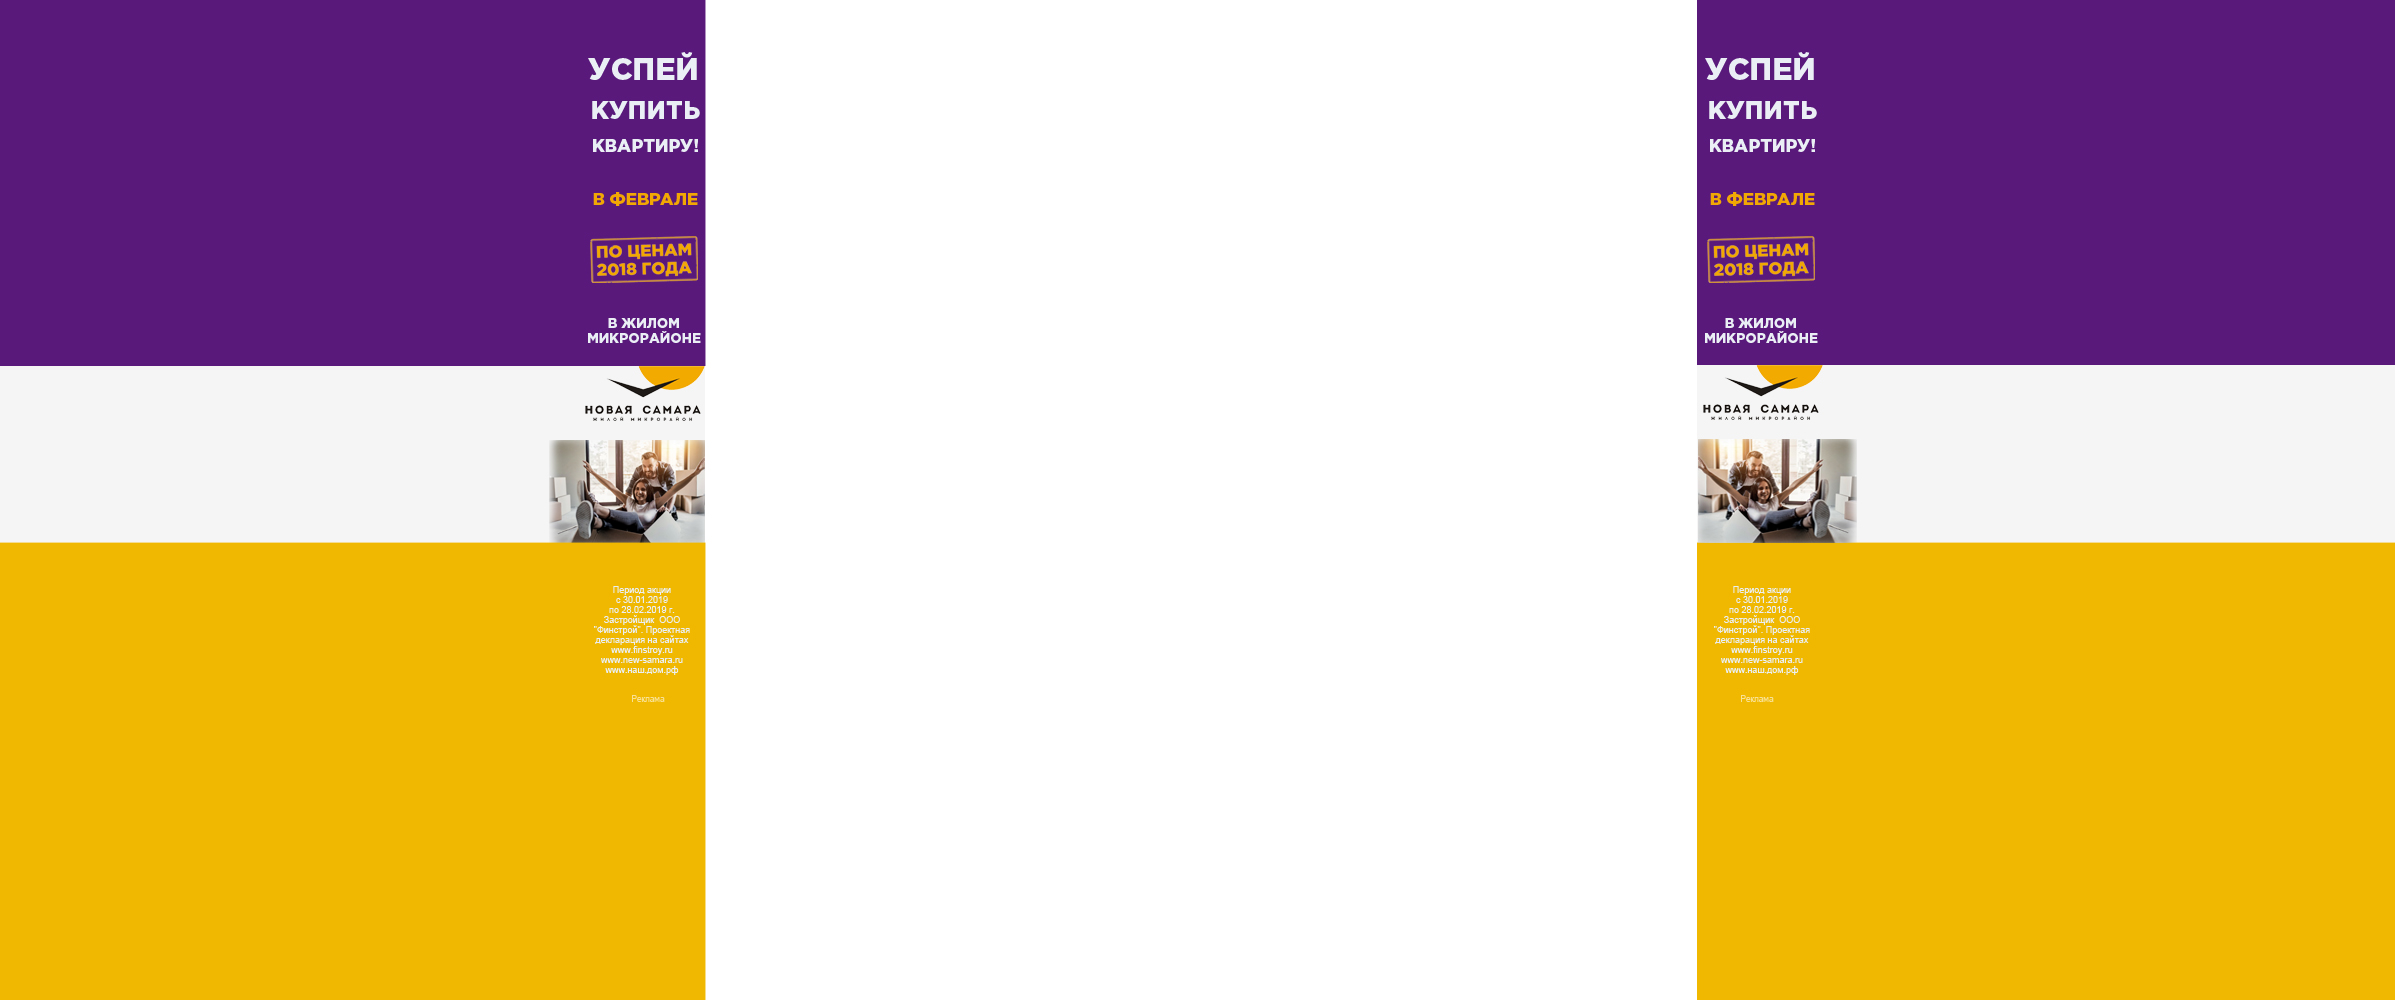 УСПЕЙ
КУПИТЬ
КВАРТИРУ!
В ФЕВРАЛЕ
ПО ЦЕНАМ
2018 ГОДА
В ЖИЛОМ
МИКРОРАЙОНЕ
НОВАЯ САМАРА
ЖИЛОЙ МИКРОРАЙОН
Период акции
с 30.01.2019
по 28.02.2019 г.
Застройщик ООО
"Финстрой". Проектная
декларация на сайтах
www.finstroy.ru
www.new-samara.ru
www.наш.дом.рф
Реклама
УСПЕЙ
КУПИТЬ
КВАРТИРУ!
В ФЕВРАЛЕ
ПО ЦЕНАМ
2018 ГОДА
В ЖИЛОМ
МИКРОРАЙОНЕ
НОВАЯ САМАРА
ЖИЛОЙ МИКРОРАЙОН
Период акции
с 30.01.2019
по 28.02.2019 г.
Застройщик ООО
"Финстрой". Проектная
декларация на сайтах
www.finstroy.ru
www.new-samara.ru
www.наш.дом.рф
Реклама